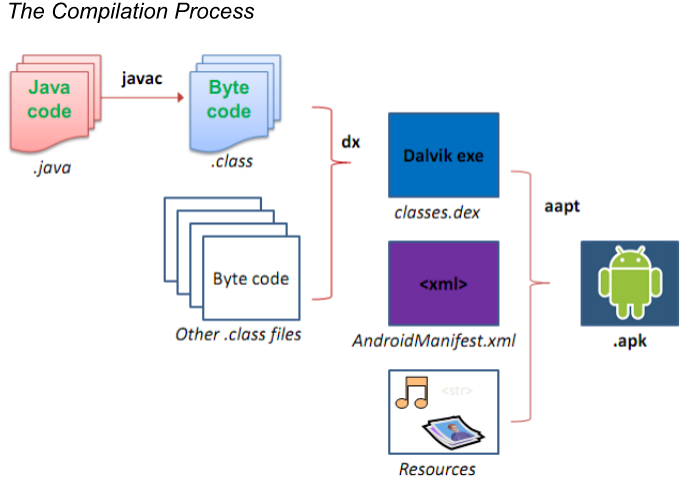 The Compilation Process
Java
code
javac
Byte
code
.java
.class
dx
Dalvik exe
classes.dex
aapt
Byte code
Other .class files
<xml>
AndroidManifest.xml
.apk
<str>
Resources